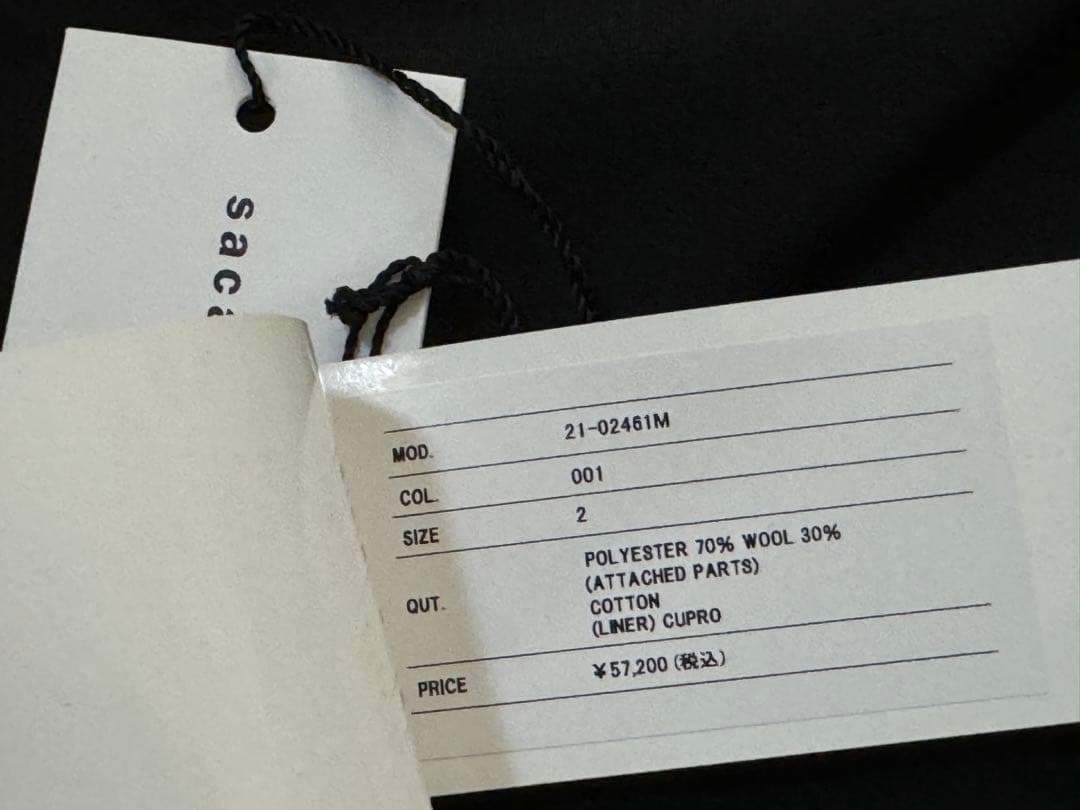 saca
MOD. 21-02461M
COL. 001
SIZE 2
QUT. POLYESTER 70% WOOL 30%
(ATTACHED PARTS)
COTTON
(LINER) CUPRO
PRICE ¥57,200 (税込)